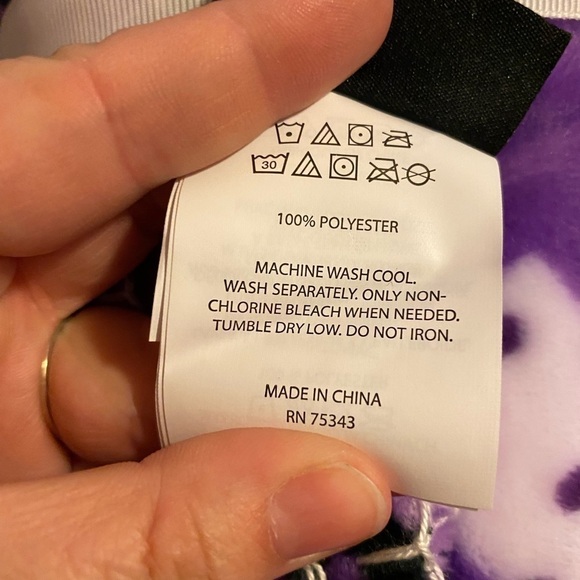 30
100% POLYESTER
MACHINE WASH COOL.
WASH SEPARATELY. ONLY NON-
CHLORINE BLEACH WHEN NEEDED.
TUMBLE DRY LOW. DO NOT IRON.
MADE IN CHINA
RN 75343